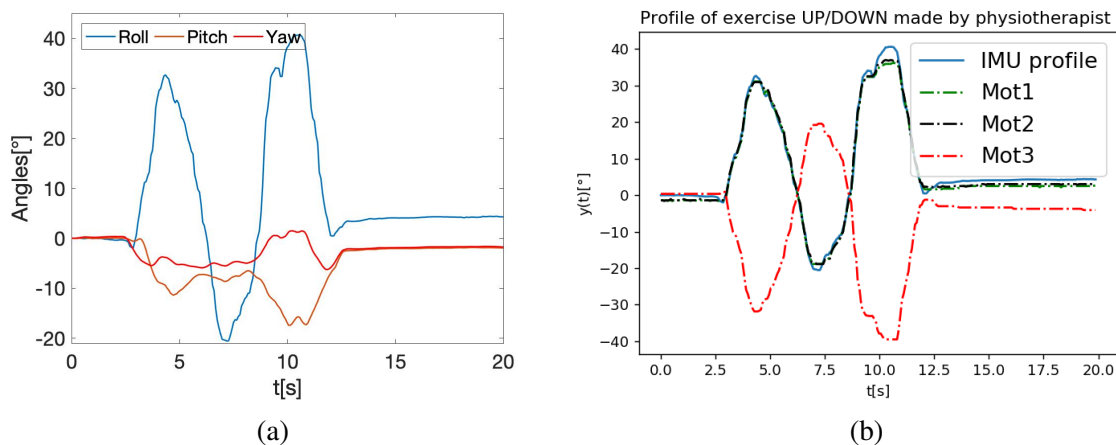 Roll Pitch Yaw
40
30
20
10
0
-10
-20
Angles[°]
0 5 10 15 20
t[s]
(a)
Profile of exercise UP/DOWN made by physiotherapist
IMU profile
Mot1
Mot2
Mot3
40
30
20
10
0
−10
−20
−30
−40
y(t)[°]
0.0 2.5 5.0 7.5 10.0 12.5 15.0 17.5 20.0
t[s]
(b)